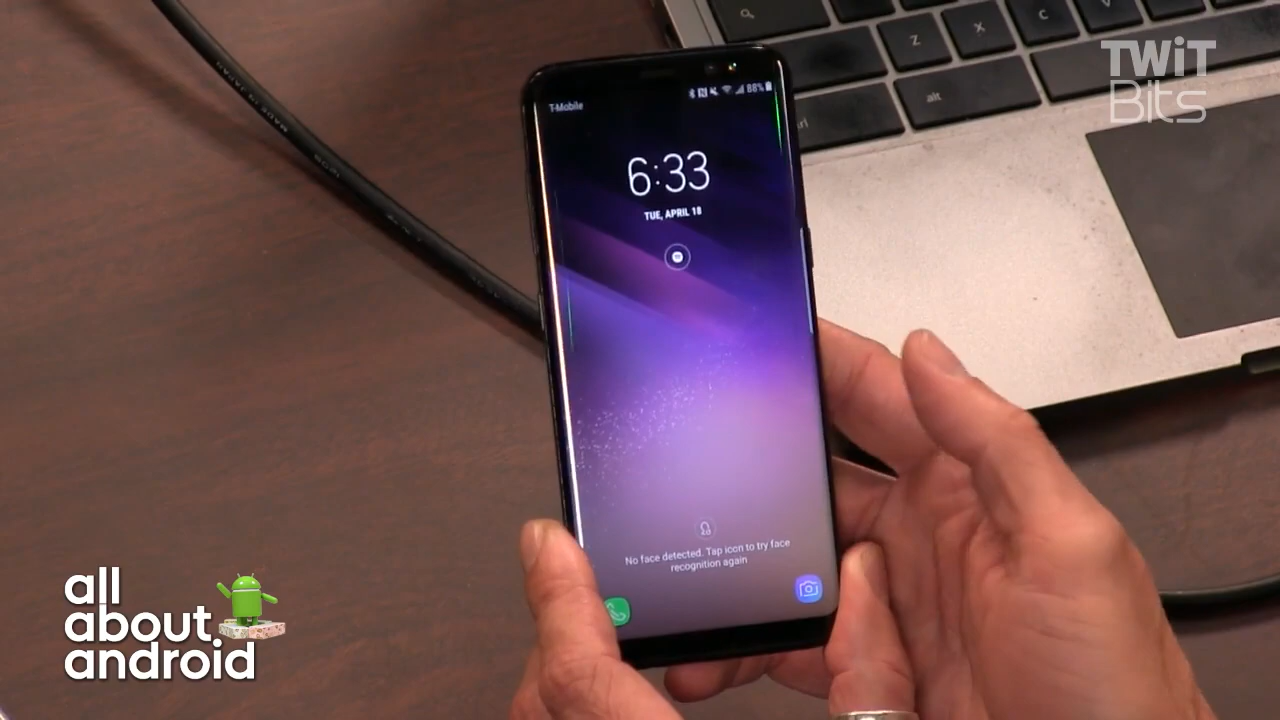 TWiT
Bits
Z
X
C
V
alt
T-Mobile
88%
6:33
TUE, APRIL 18
No face detected. Tap icon to try face
recognition again
all
about
android